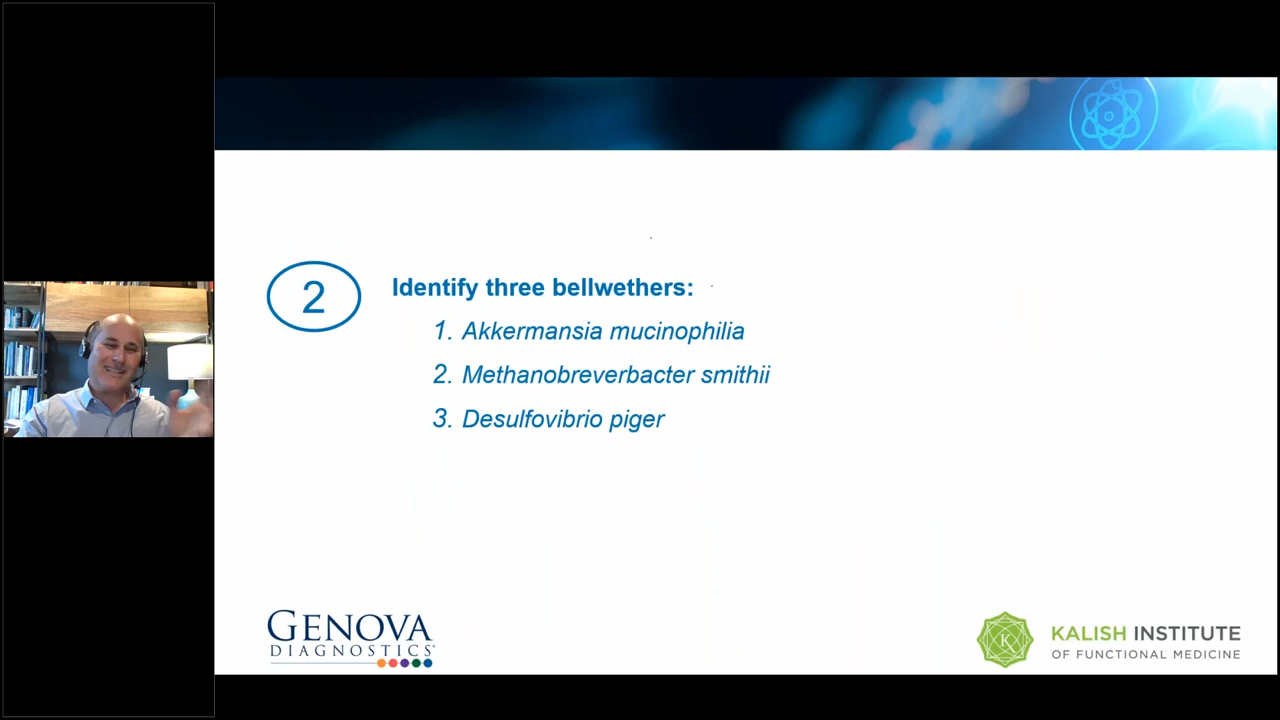 2
Identify three bellwethers:
1. Akkermansia mucinophilia
2. Methanobreverbacter smithii
3. Desulfovibrio piger
GENOVA
DIAGNOSTICS
K
KALISH INSTITUTE
OF FUNCTIONAL MEDICINE